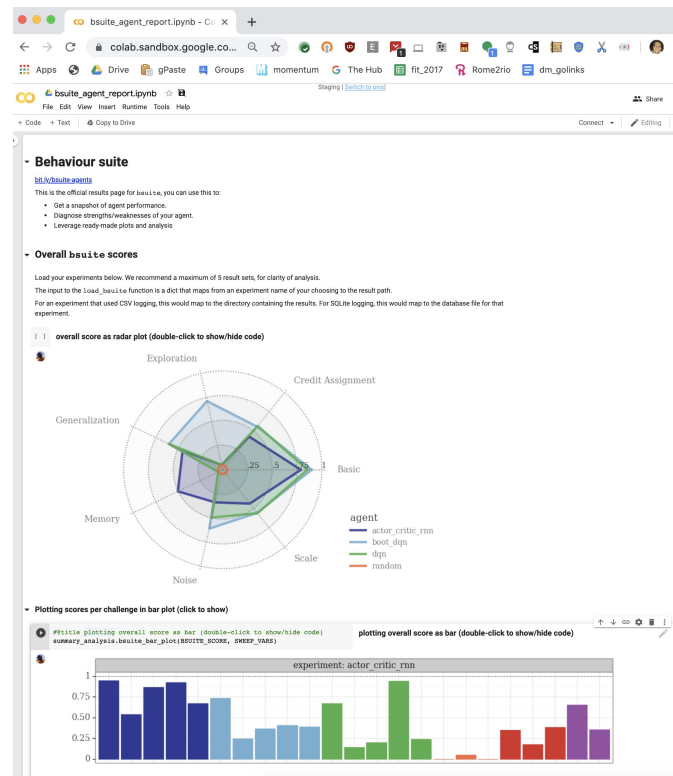 bsuite_agent_report.ipynb - Co
colab.sandbox.google.co...
Apps Drive gPaste Groups momentum The Hub fit_2017 Rome2rio dm_golinks
bsuite_agent_report.ipynb
Staging | Switch to prod
File Edit View Insert Runtime Tools Help
Share
+ Code + Text Copy to Drive
Connect Editing
Behaviour suite
bit.ly/bsuite-agents
This is the official results page for bsuite, you can use this to:
• Get a snapshot of agent performance.
• Diagnose strengths/weaknesses of your agent.
• Leverage ready-made plots and analysis
Overall bsuite scores
Load your experiments below. We recommend a maximum of 5 result sets, for clarity of analysis.
The input to the load_bsuite function is a dict that maps from an experiment name of your choosing to the result path.
For an experiment that used CSV logging, this would map to the directory containing the results. For SQLite logging, this would map to the database file for that
experiment.
[ ] overall score as radar plot (double-click to show/hide code)
Exploration
Credit Assignment
Generalization
.25 .5 .75 1 Basic
Memory
agent
actor_critic_rnn
boot_dqn
dqn
random
Scale
Noise
Plotting scores per challenge in bar plot (click to show)
#@title plotting overall score as bar (double-click to show/hide code)
summary_analysis.bsuite_bar_plot(BSUITE_SCORE, SWEEP_VARS)
plotting overall score as bar (double-click to show/hide code)
experiment: actor_critic_rnn
1
0.75
0.50
0.25
0